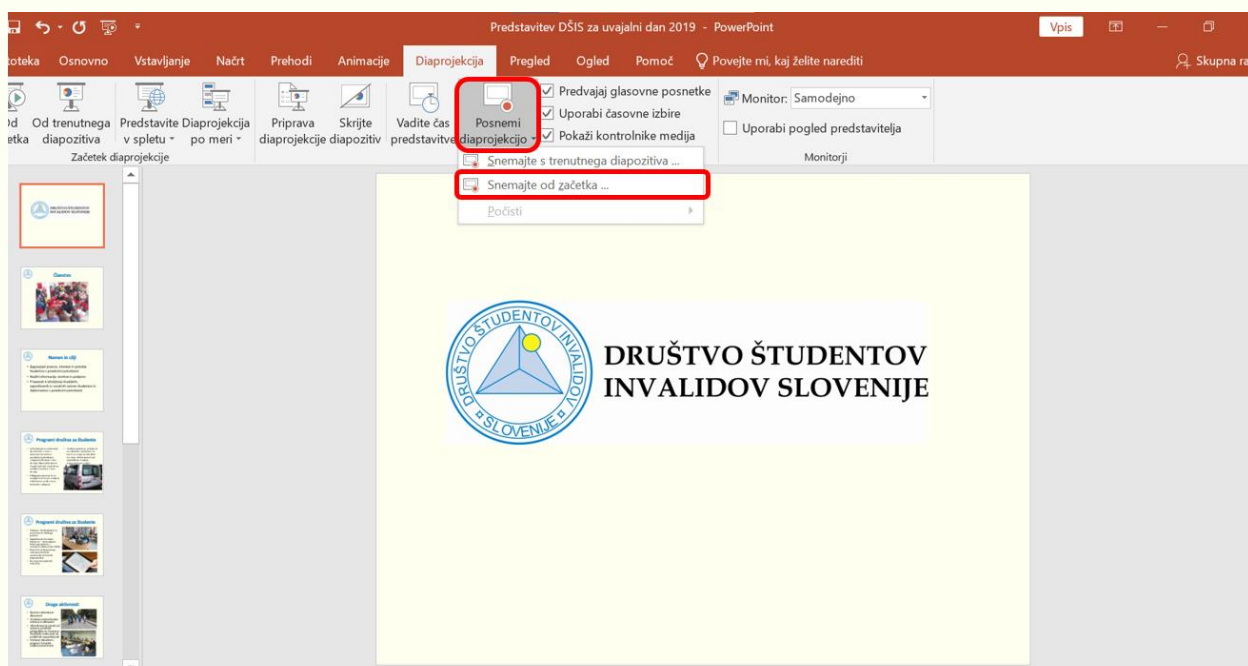 Predstavitev DŠIS za uvajalni dan 2019 - PowerPoint
Vpis
Osnovno Vstavljanje Načrt Prehodi Animacije Diaprojekcija Pregled Ogled Pomoč Povejte mi, kaj želite narediti Skupna
Od trenutnega
diapozitiva
Predstavite
v spletu
Diaprojekcija
po meri
Priprava
diaprojekcije
Skrijte
diapozitiv
Vadite čas
predstavitve
Posnemi
diaprojekcijo
Predvajaj glasovne posnetke
Uporabi časovne izbire
Pokaži kontrolnike medija
Monitor: Samodejno
Uporabi pogled predstavitelja
Začetek diaprojekcije
Monitorji
Snemajte s trenutnega diapozitiva ...
Snemajte od začetka ...
Počisti
DRUŠTVO ŠTUDENTOV INVALIDOV
SLOVENIJE
DRUŠTVO ŠTUDENTOV
INVALIDOV SLOVENIJE
Članstvo
Namen in cilji
Programi društva za študente
Programi društva za študente
Druge aktivnosti